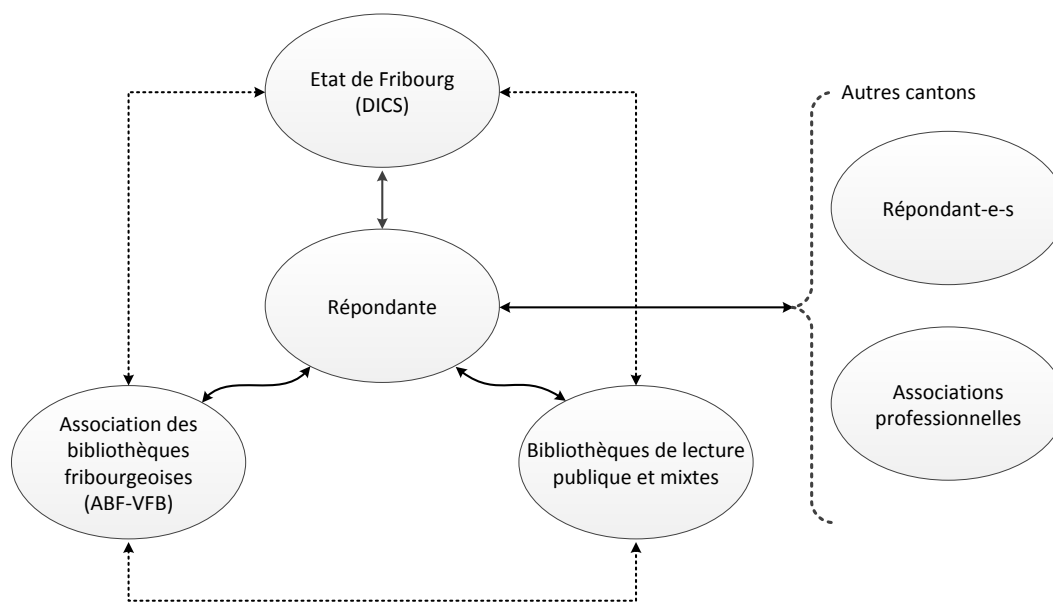 Etat de Fribourg
(DICS)
Autres cantons
Répondant-e-s
Répondante
Association des
bibliothèques
fribourgeoises
(ABF-VFB)
Bibliothèques de lecture
publique et mixtes
Associations
professionnelles